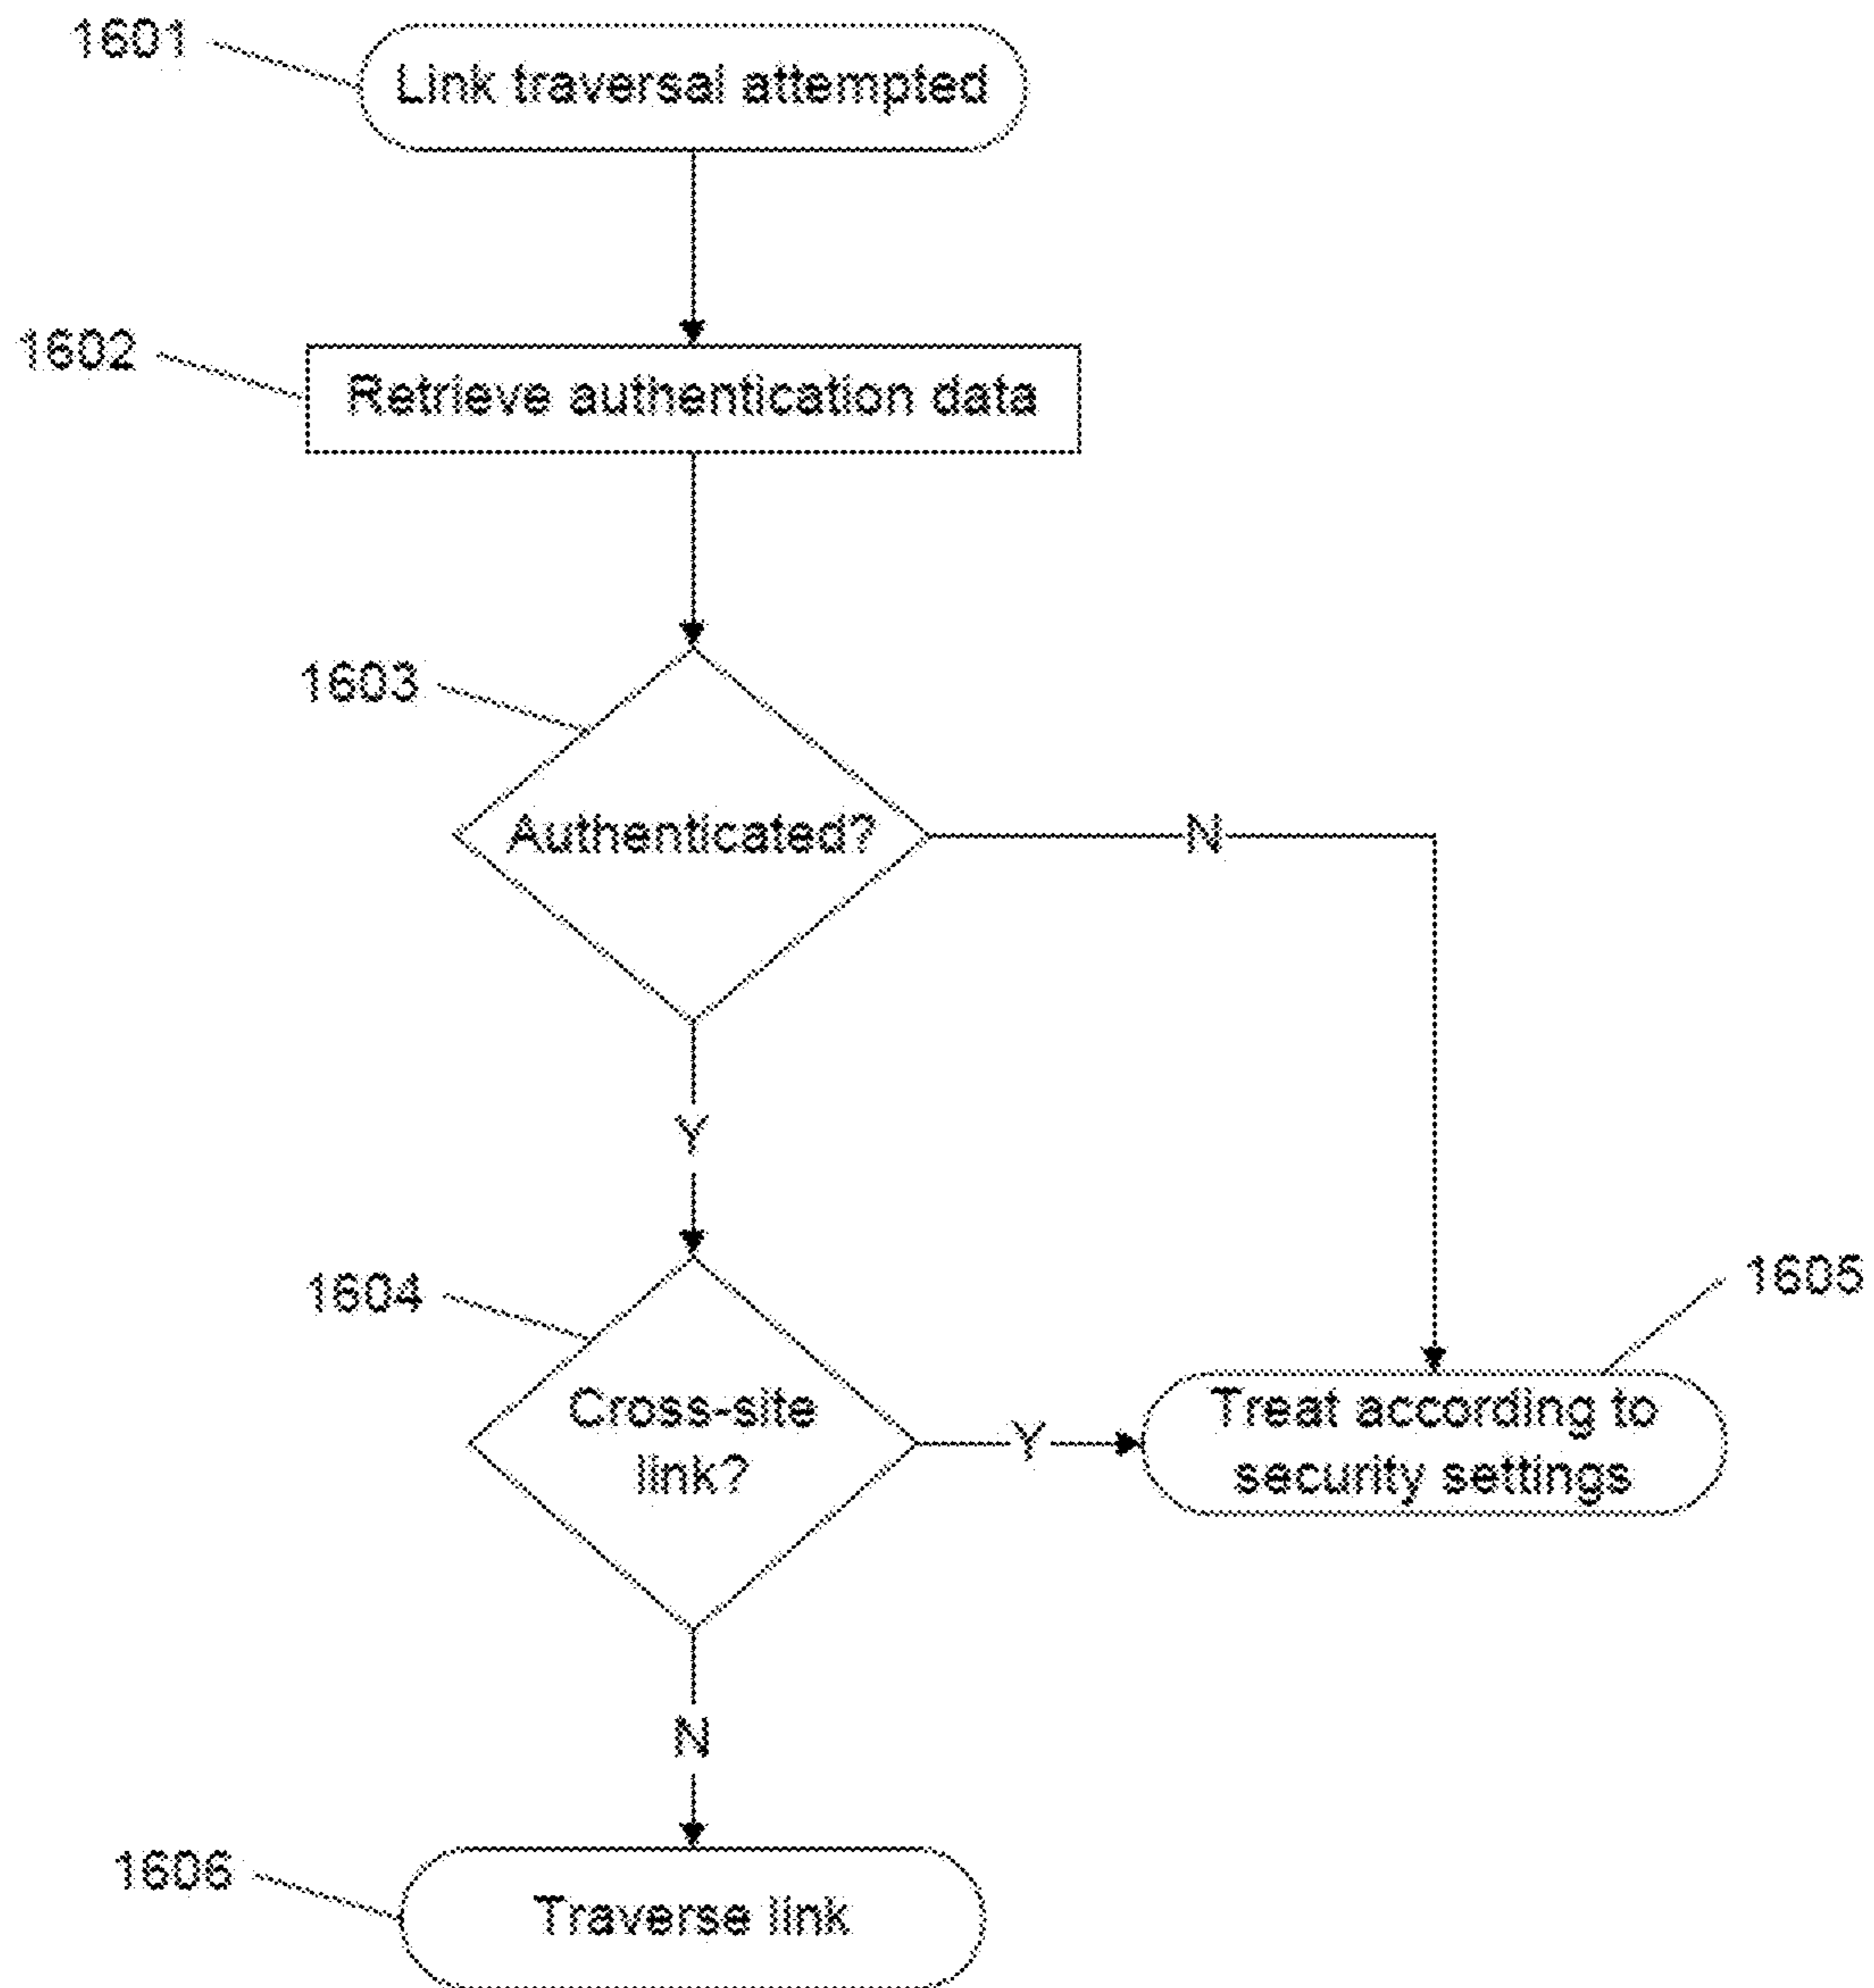 1601
Link traversal attempted
1602
Retrieve authentication data
1603
Authenticated?
N
Y
1604
1605
Cross-site
link?
Y
Treat according to
security settings
N
1606
Traverse link